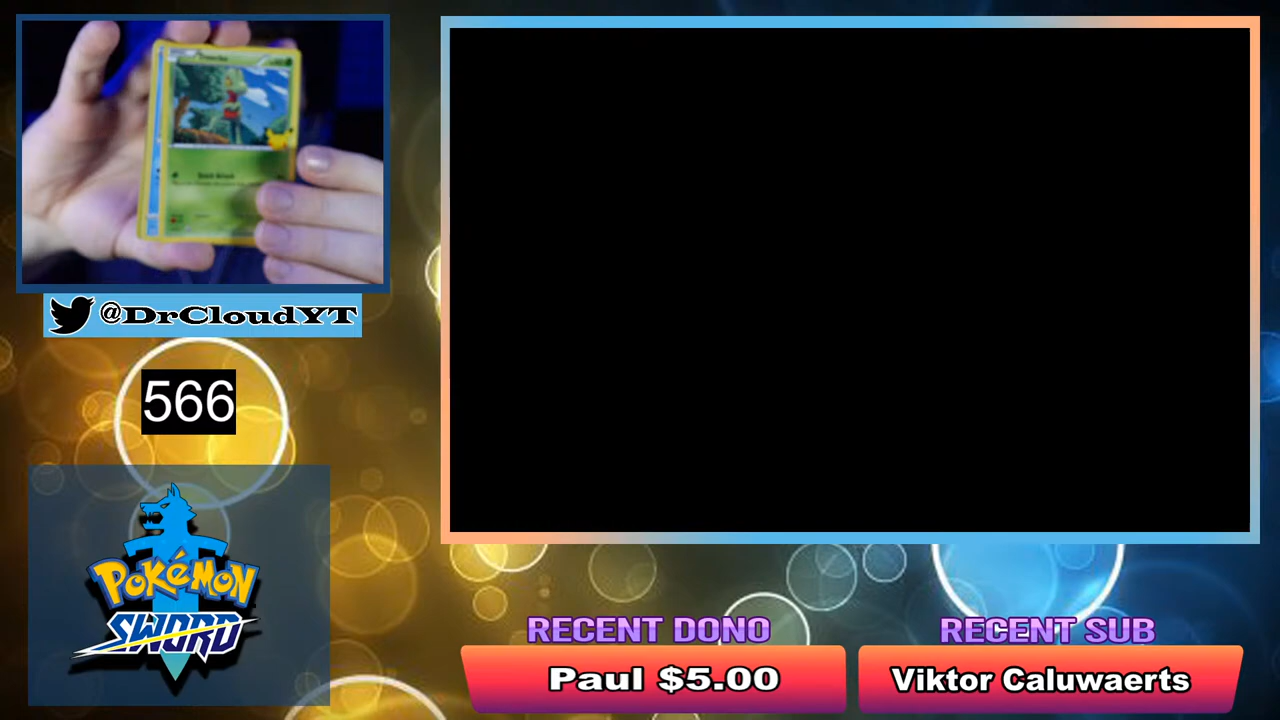 @DrCloudYT
566
POKéMON
SWORD
RECENT DONO
RECENT SUB
Paul $5.00
Viktor Caluwaerts